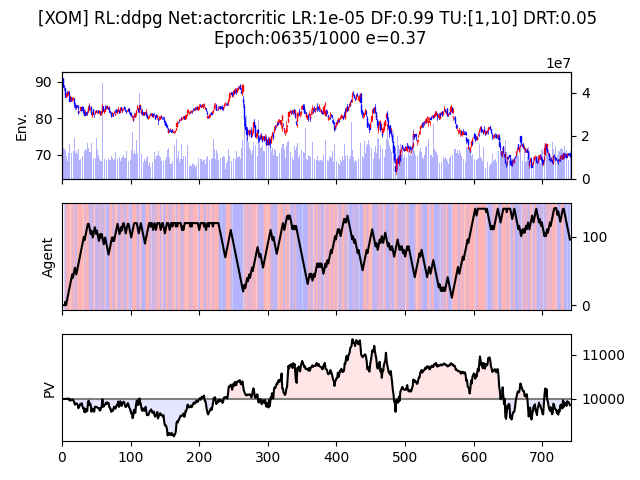 [XOM] RL:ddpg Net:actorcritic LR:1e-05 DF:0.99 TU:[1,10] DRT:0.05
Epoch:0635/1000 e=0.37
1e7
90
80
70
Env.
4
2
0
Agent
100
0
PV
11000
10000
0 100 200 300 400 500 600 700